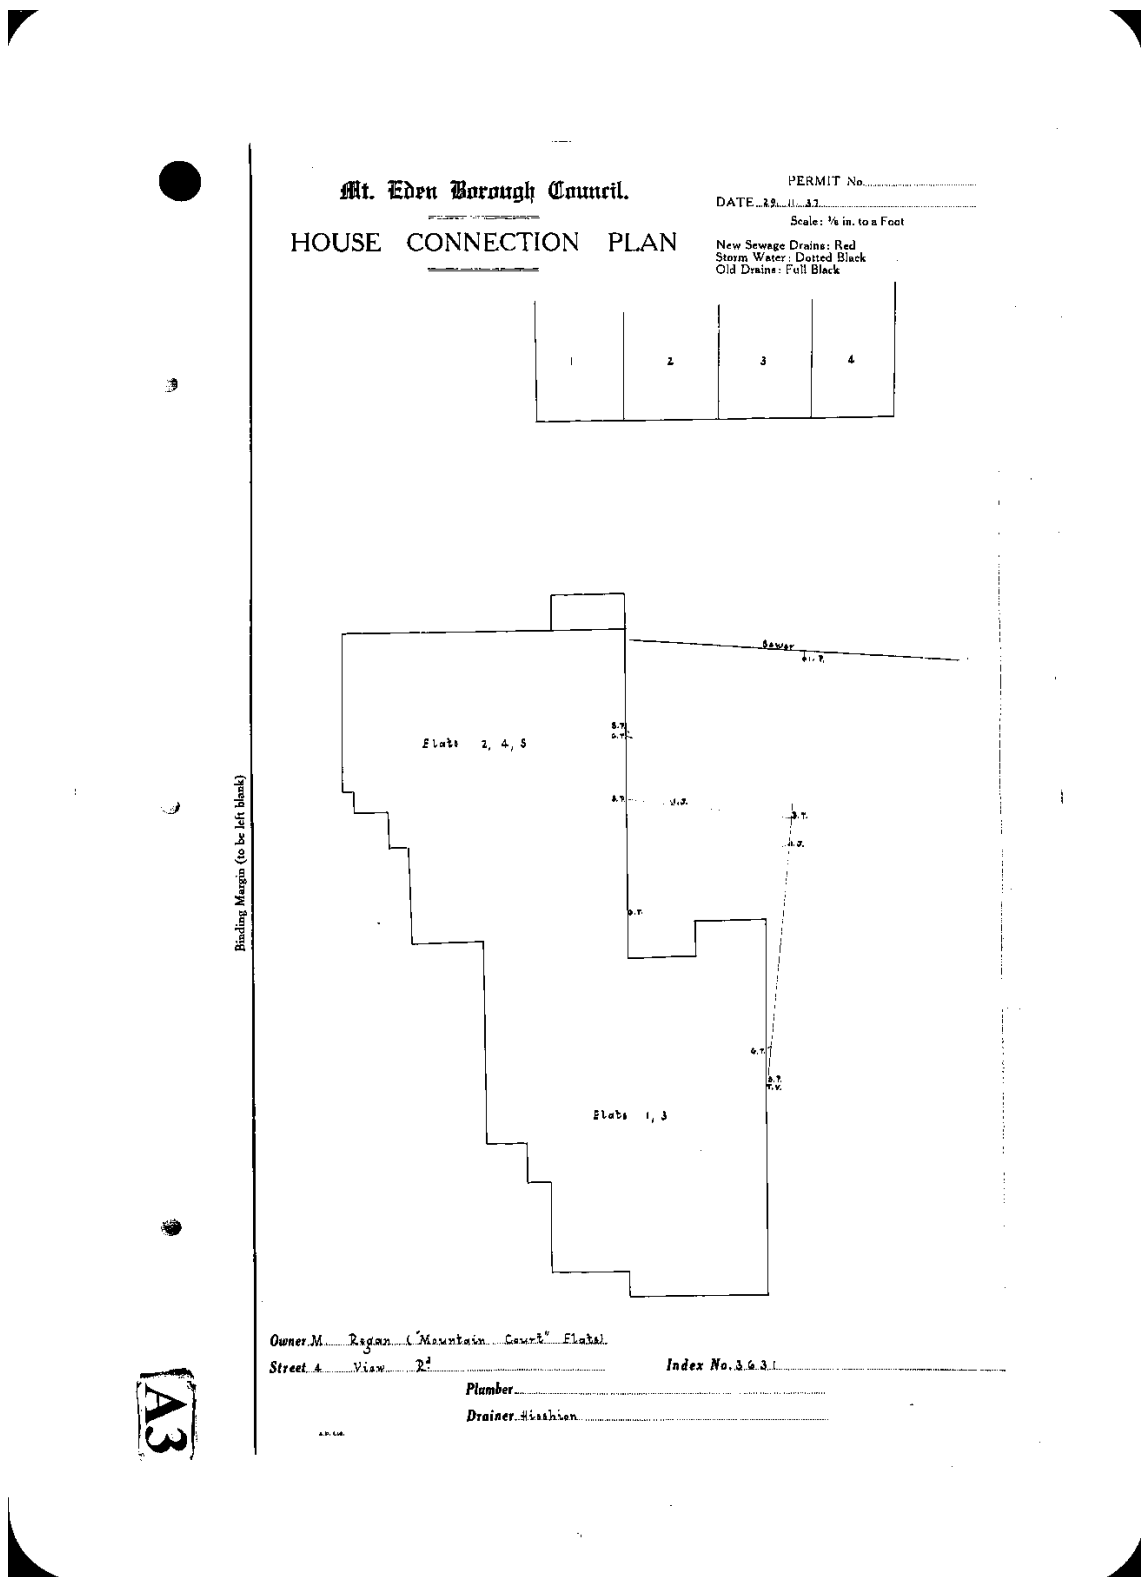 Mt. Eden Borough Council.
HOUSE CONNECTION PLAN
PERMIT No.
DATE 29. 11. 37
Scale: ⅛ in. to a Foot
New Sewage Drains: Red
Storm Water: Dotted Black
Old Drains: Full Black
1 2 3 4
Sewer
Flats 2, 4, 5
S.P.
G.T.
S.P.
I.J.
G.T.
Flats 1, 3
G.T.
S.P.
T.V.
Binding Margin (to be left blank)
Owner M. Regan ("Mountain Court" Flats)
Street 4 View Rd
Index No. 3631
Plumber
Drainer
A3